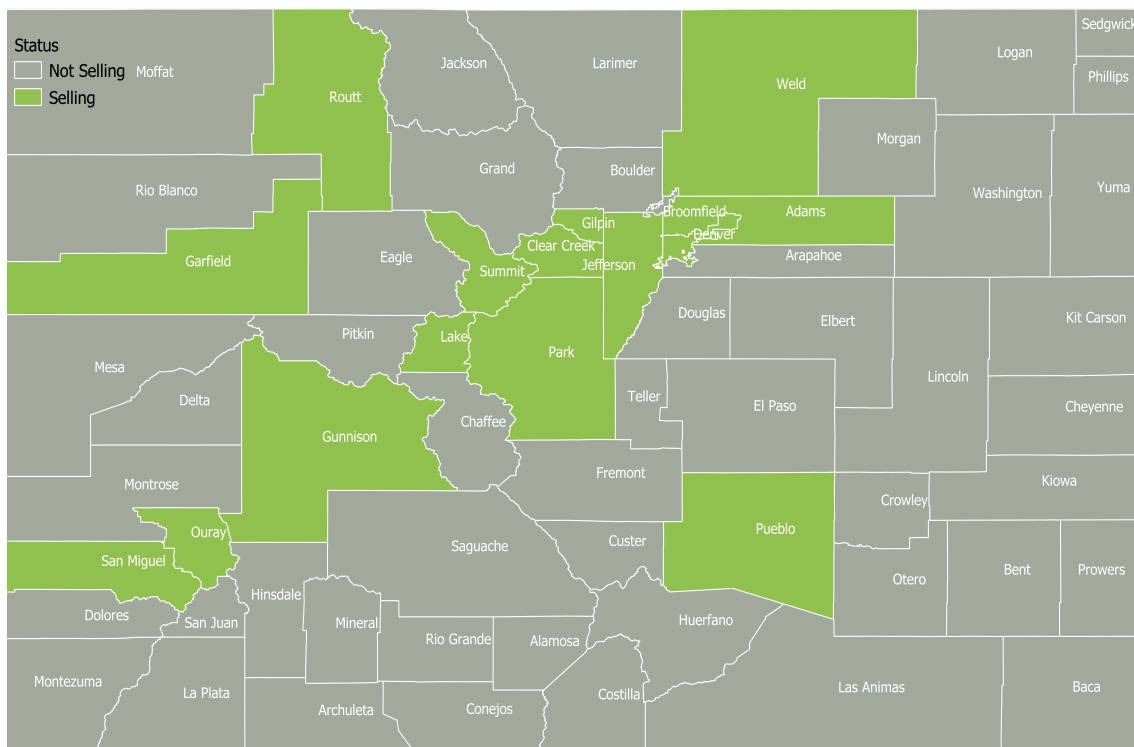 Status
Not Selling
Selling
Moffat
Routt
Jackson
Larimer
Weld
Logan
Sedgwick
Phillips
Rio Blanco
Grand
Boulder
Morgan
Washington
Yuma
Garfield
Eagle
Summit
Gilpin
Clear Creek
Jefferson
Broomfield
Denver
Adams
Arapahoe
Mesa
Pitkin
Lake
Park
Douglas
Elbert
Lincoln
Kit Carson
Delta
Gunnison
Chaffee
Teller
El Paso
Cheyenne
Montrose
Fremont
Crowley
Kiowa
Ouray
San Miguel
Saguache
Custer
Pueblo
Otero
Bent
Prowers
Dolores
San Juan
Hinsdale
Mineral
Rio Grande
Alamosa
Huerfano
Montezuma
La Plata
Archuleta
Conejos
Costilla
Las Animas
Baca